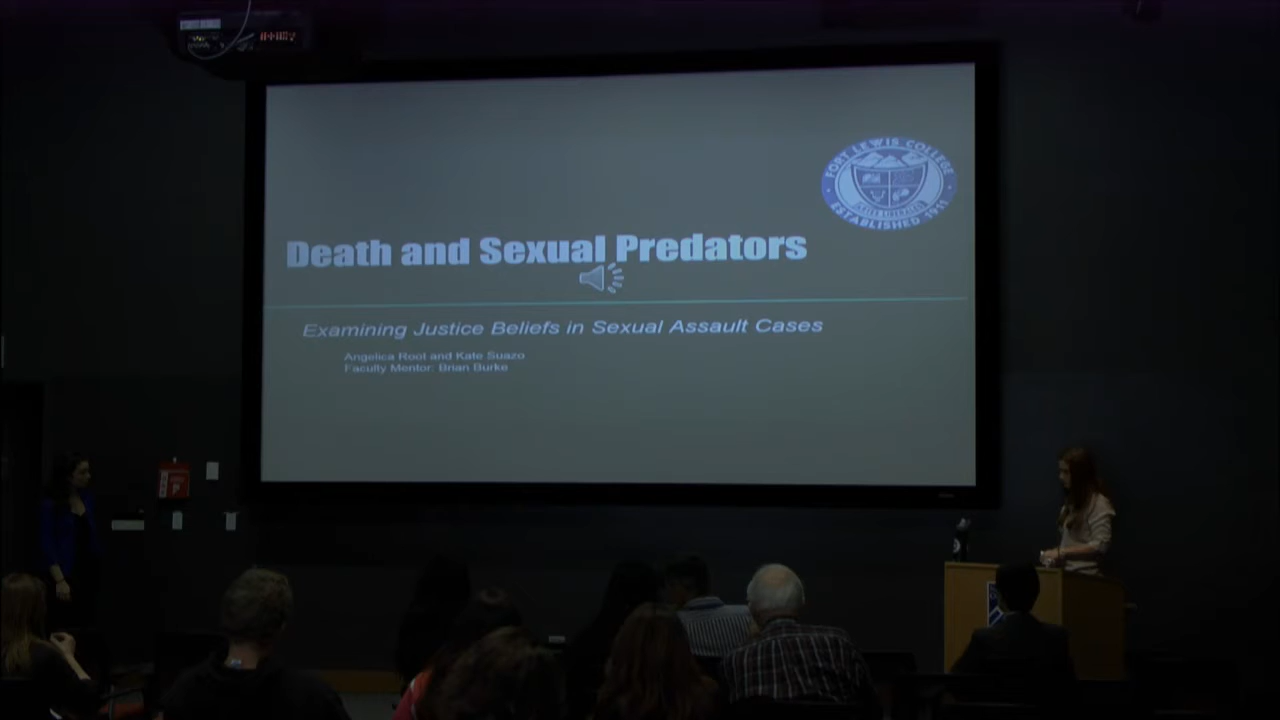 FORT LEWIS COLLEGE
ESTABLISHED 1911
Death and Sexual Predators
Examining Justice Beliefs in Sexual Assault Cases
Angelica Root and Kate Suazo
Faculty Mentor: Brian Burke